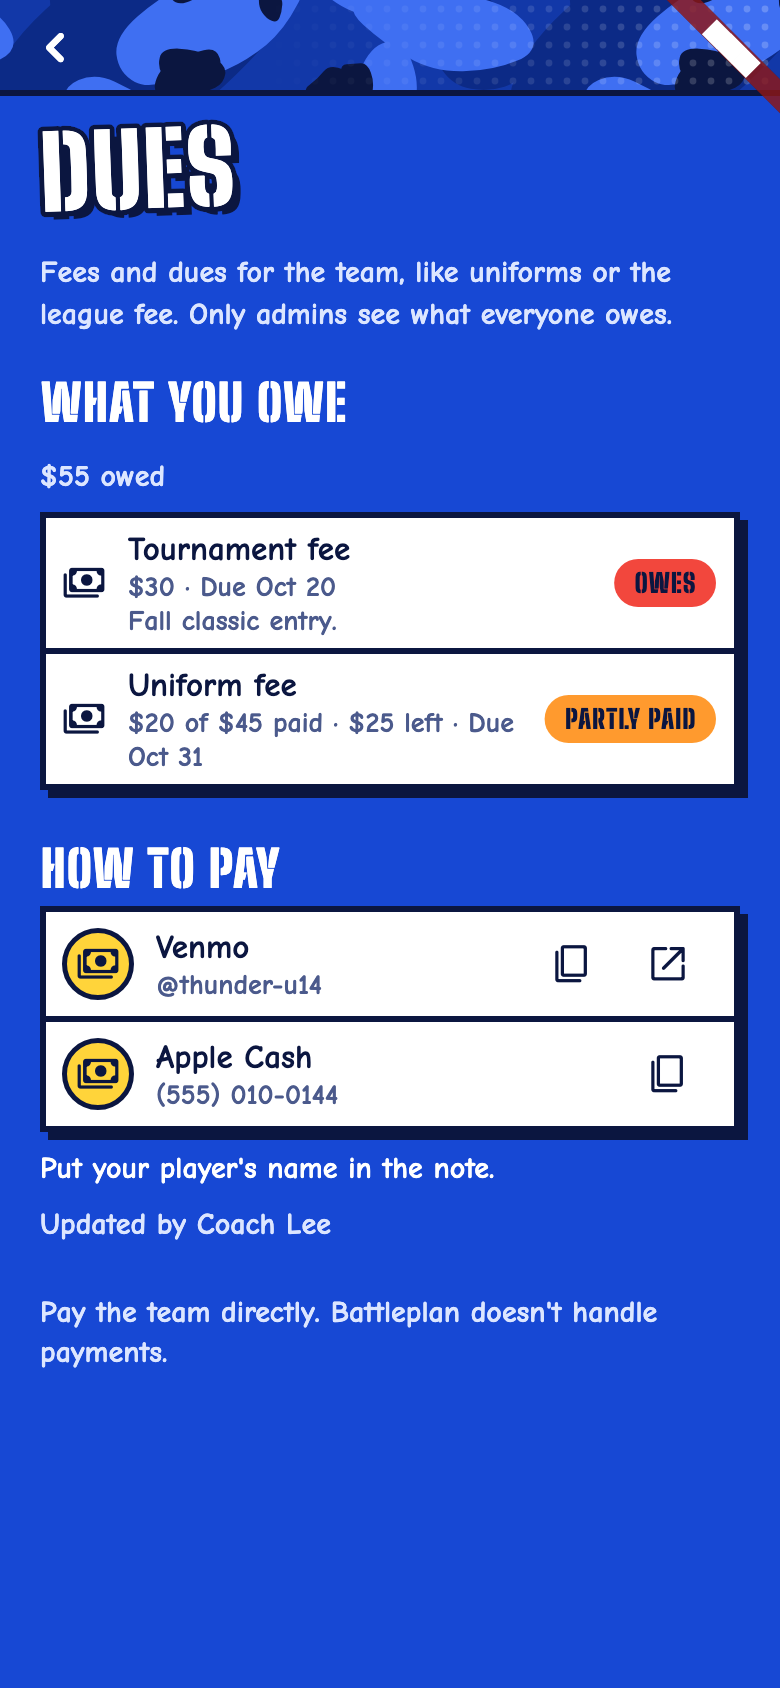 DUES
Fees and dues for the team, like uniforms or the
league fee. Only admins see what everyone owes.
WHAT YOU OWE
$55 owed
Tournament fee
$30 · Due Oct 20
Fall classic entry.
OWES
Uniform fee
$20 of $45 paid · $25 left · Due
Oct 31
PARTLY PAID
HOW TO PAY
Venmo
@thunder-u14
Apple Cash
(555) 010-0144
Put your player's name in the note.
Updated by Coach Lee
Pay the team directly. Battleplan doesn't handle
payments.